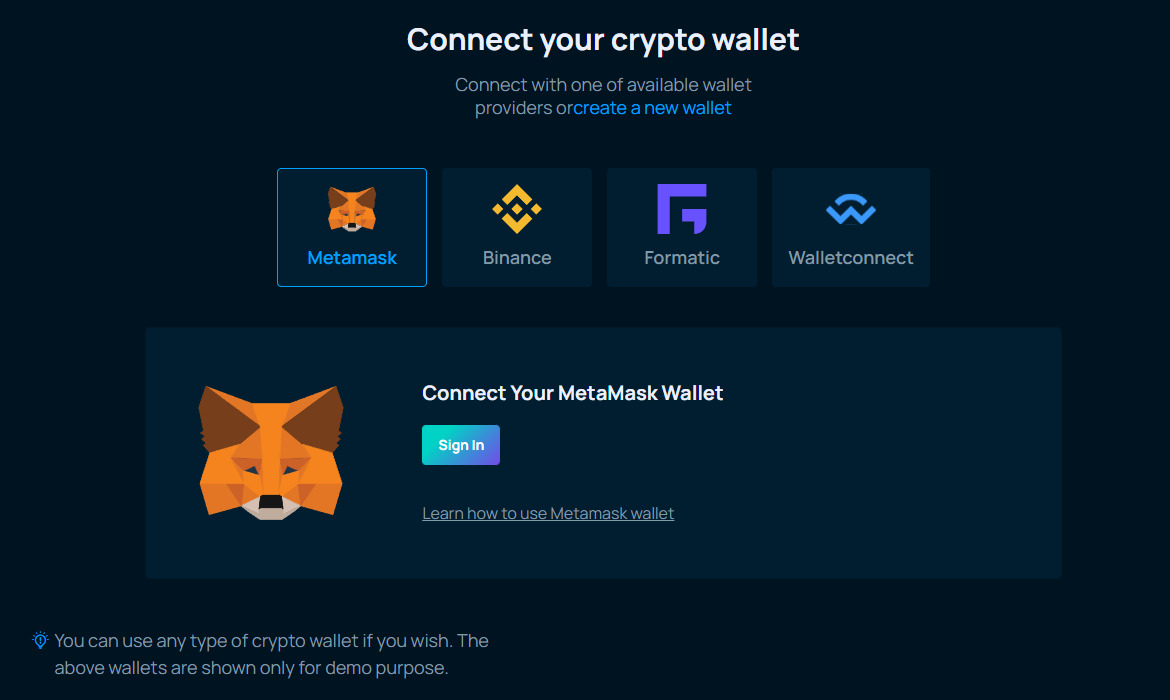 Connect your crypto wallet
Connect with one of available wallet
providers orcreate a new wallet
Metamask
Binance
Formatic
Walletconnect
Connect Your MetaMask Wallet
Sign In
Learn how to use Metamask wallet
You can use any type of crypto wallet if you wish. The
above wallets are shown only for demo purpose.